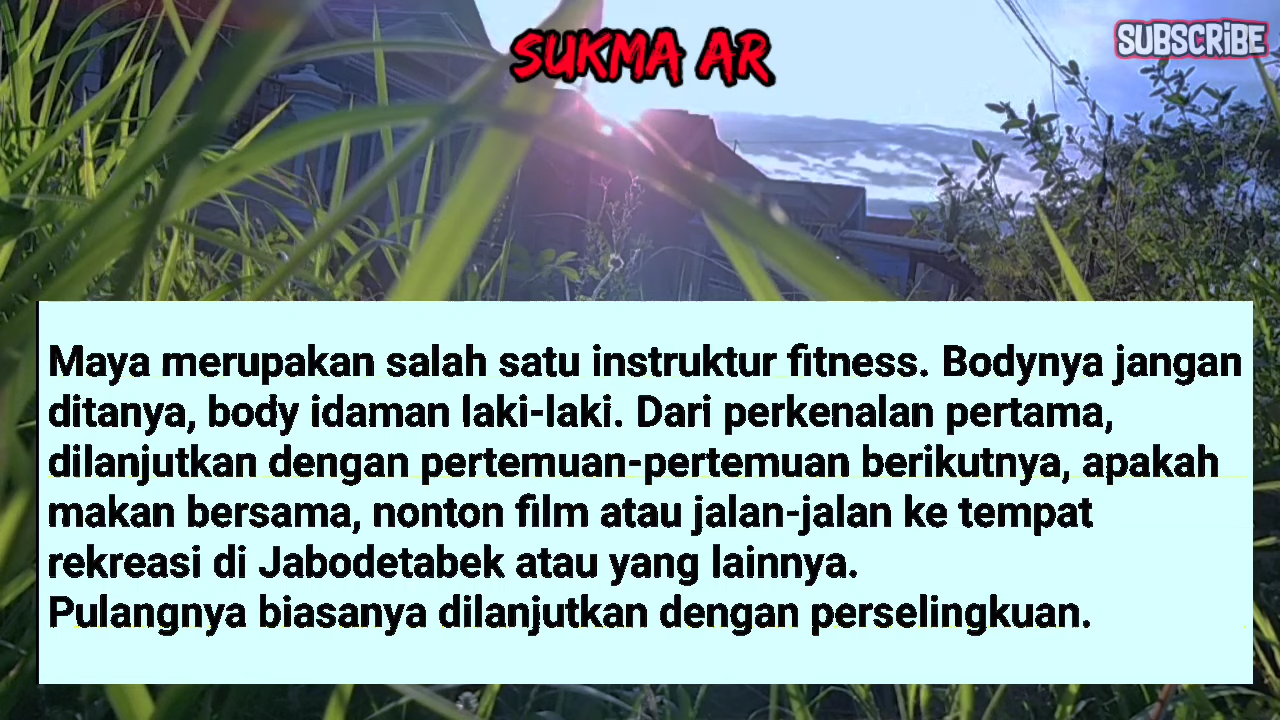 SUKMA AR
SUBSCRiBE
Maya merupakan salah satu instruktur fitness. Bodynya jangan
ditanya, body idaman laki-laki. Dari perkenalan pertama,
dilanjutkan dengan pertemuan-pertemuan berikutnya, apakah
makan bersama, nonton film atau jalan-jalan ke tempat
rekreasi di Jabodetabek atau yang lainnya.
Pulangnya biasanya dilanjutkan dengan perselingkuan.